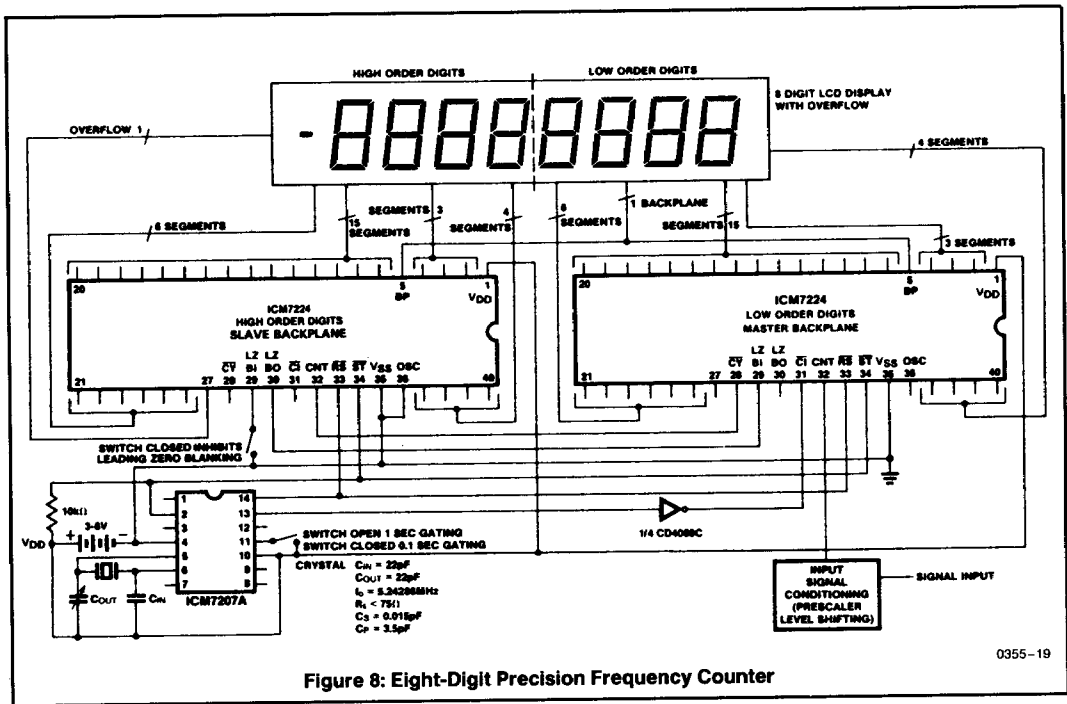 HIGH ORDER DIGITS
LOW ORDER DIGITS
8 DIGIT LCD DISPLAY
WITH OVERFLOW
OVERFLOW 1
-88888888
4 SEGMENTS
6 SEGMENTS
15
SEGMENTS
SEGMENTS 3
4
SEGMENTS
6
SEGMENTS
1 BACKPLANE
SEGMENTS 15
3 SEGMENTS
20
5
BP
1
VDD
ICM7224
HIGH ORDER DIGITS
SLAVE BACKPLANE
LZ LZ
CY BI BO CI CNT RS ST VSS OSC
21 27 28 29 30 31 32 33 34 35 36 40
20
5
BP
1
VDD
ICM7224
LOW ORDER DIGITS
MASTER BACKPLANE
LZ LZ
CY BI BO CI CNT RS ST VSS OSC
21 27 28 29 30 31 32 33 34 35 36 40
SWITCH CLOSED INHIBITS
LEADING ZERO BLANKING
10kΩ
VDD
+ 3-6V −
1 14
2 13
3 12
4 11
5 10
6 9
7 8
ICM7207A
COUT
CIN
SWITCH OPEN 1 SEC GATING
SWITCH CLOSED 0.1 SEC GATING
CRYSTAL CIN = 22pF
COUT = 22pF
= 5.24288MHz
< 75Ω
= 0.015pF
CP = 3.5pF
1/4
INPUT
SIGNAL
CONDITIONING
(PRESCALER
LEVEL SHIFTING)
SIGNAL INPUT
0355-19
Figure 8: Eight-Digit Precision Frequency Counter